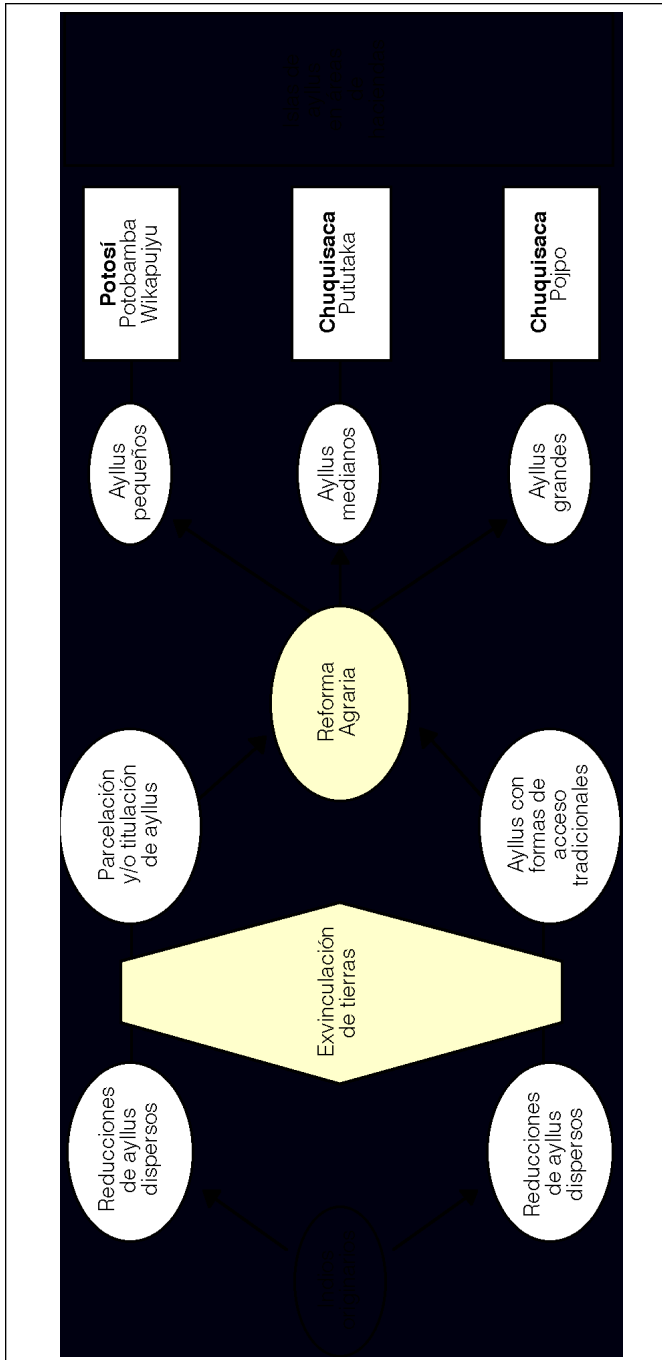 Reducciones
de ayllus
dispersos
Reducciones
de ayllus
dispersos
Exvinculación
de tierras
Parcelación
y/o titulación
de ayllus
Ayllus con
formas de
acceso
tradicionales
Reforma
Agraria
Ayllus
pequeños
Ayllus
medianos
Ayllus
grandes
Potosí
Potobamba
Wikapujyu
Chuquisaca
Pututaka
Chuquisaca
Pojpo